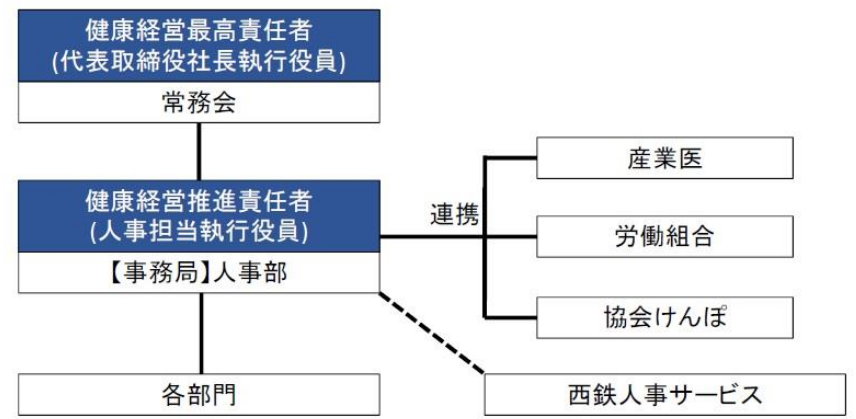 健康経営最高責任者
(代表取締役社長執行役員)
常務会
健康経営推進責任者
(人事担当執行役員)
【事務局】人事部
連携
産業医
労働組合
協会けんぽ
各部門
西鉄人事サービス